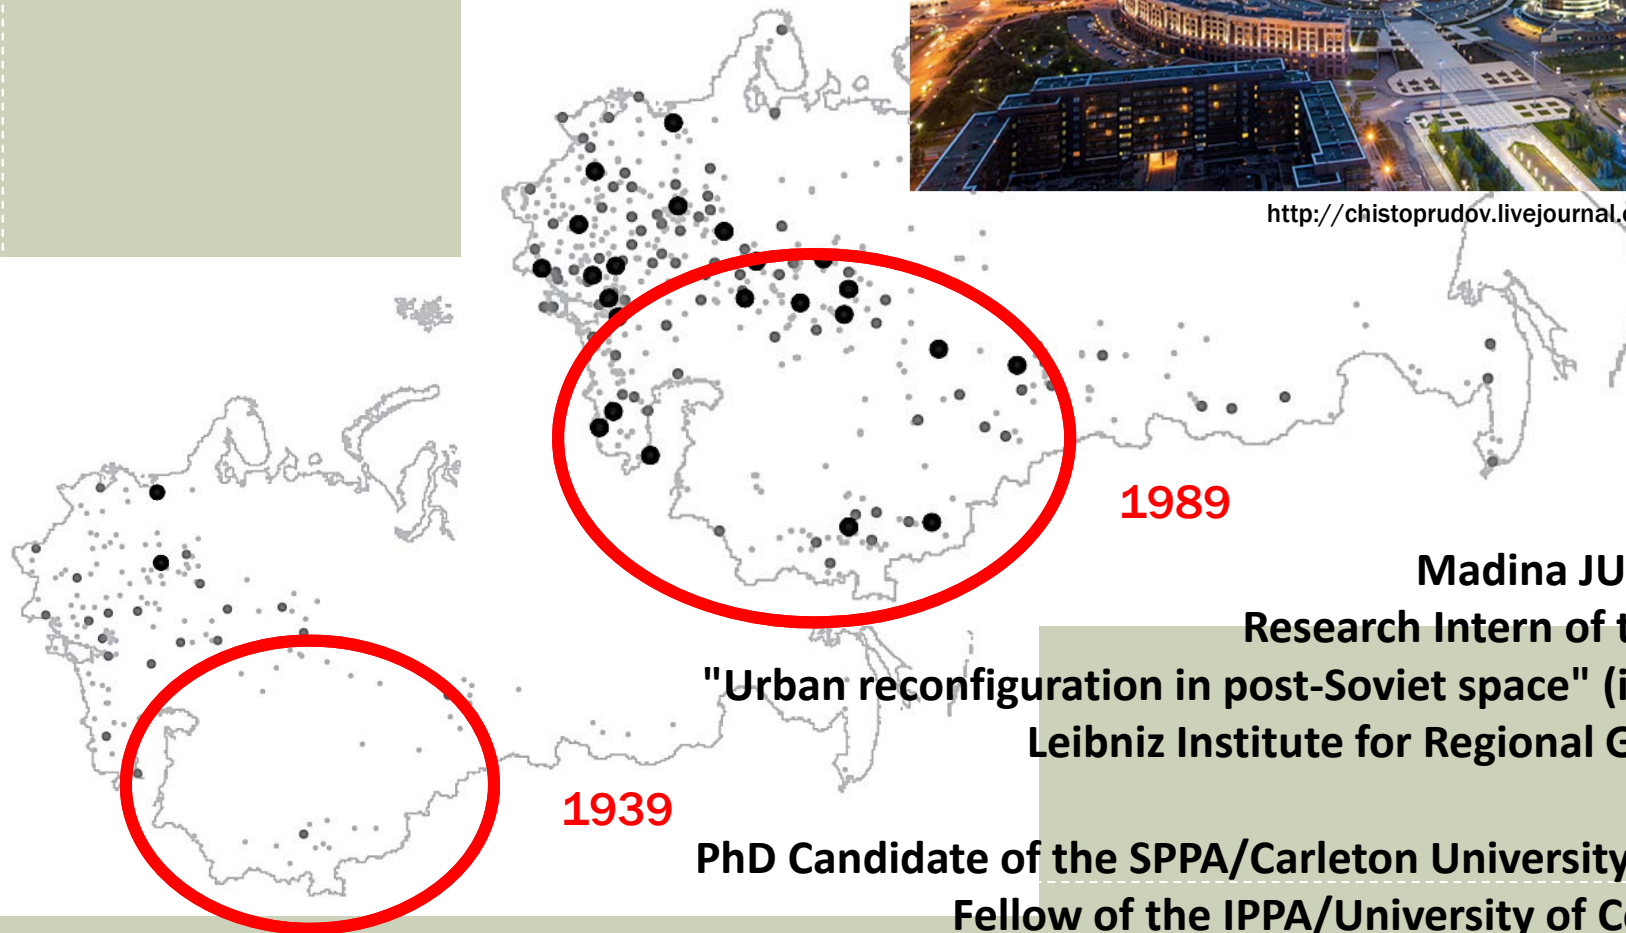 http://chistoprudov.livejournal.
1989
Madina
Research Intern of
"Urban reconfiguration in post-Soviet space"
Leibniz Institute for Regional
1939
PhD Candidate of the SPPA/Carleton University
Fellow of the IPPA/University of